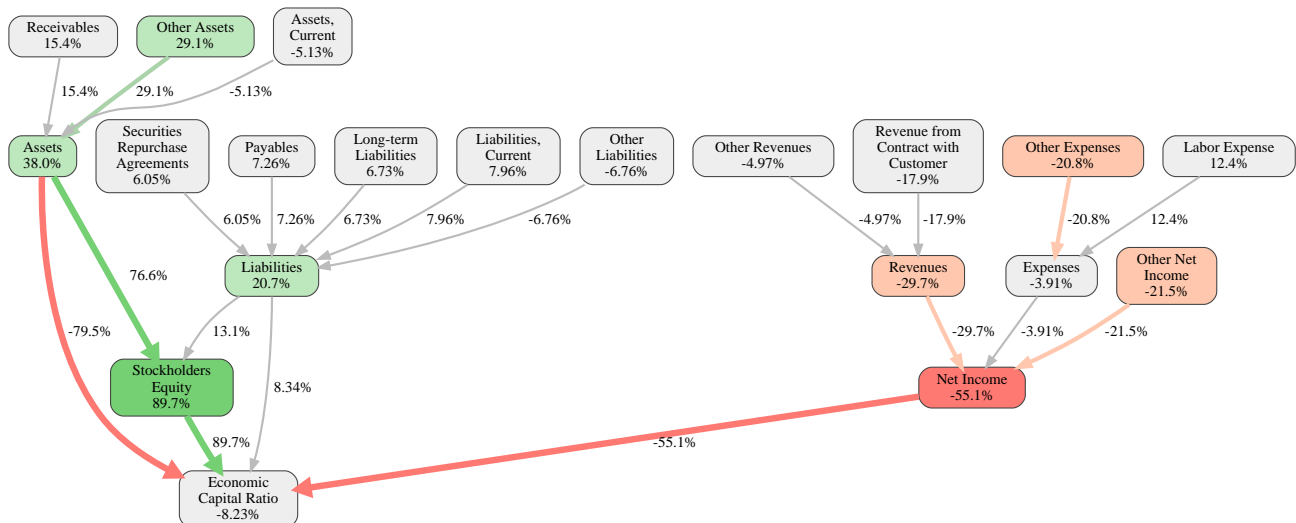 Receivables
15.4%
Other Assets
29.1%
Assets,
Current
-5.13%
15.4%
29.1%
-5.13%
Assets
38.0%
Securities
Repurchase
Agreements
6.05%
Payables
7.26%
Long-term
Liabilities
6.73%
Liabilities,
Current
7.96%
Other
Liabilities
-6.76%
Other Revenues
-4.97%
Revenue from
Contract with
Customer
-17.9%
Other Expenses
-20.8%
Labor Expense
12.4%
6.05%
7.26%
6.73%
7.96%
-6.76%
-4.97%
-17.9%
-20.8%
12.4%
Liabilities
20.7%
Revenues
-29.7%
Expenses
-3.91%
Other Net
Income
-21.5%
76.6%
-79.5%
13.1%
8.34%
-29.7%
-3.91%
-21.5%
Stockholders
Equity
89.7%
Net Income
-55.1%
89.7%
-55.1%
Economic
Capital Ratio
-8.23%